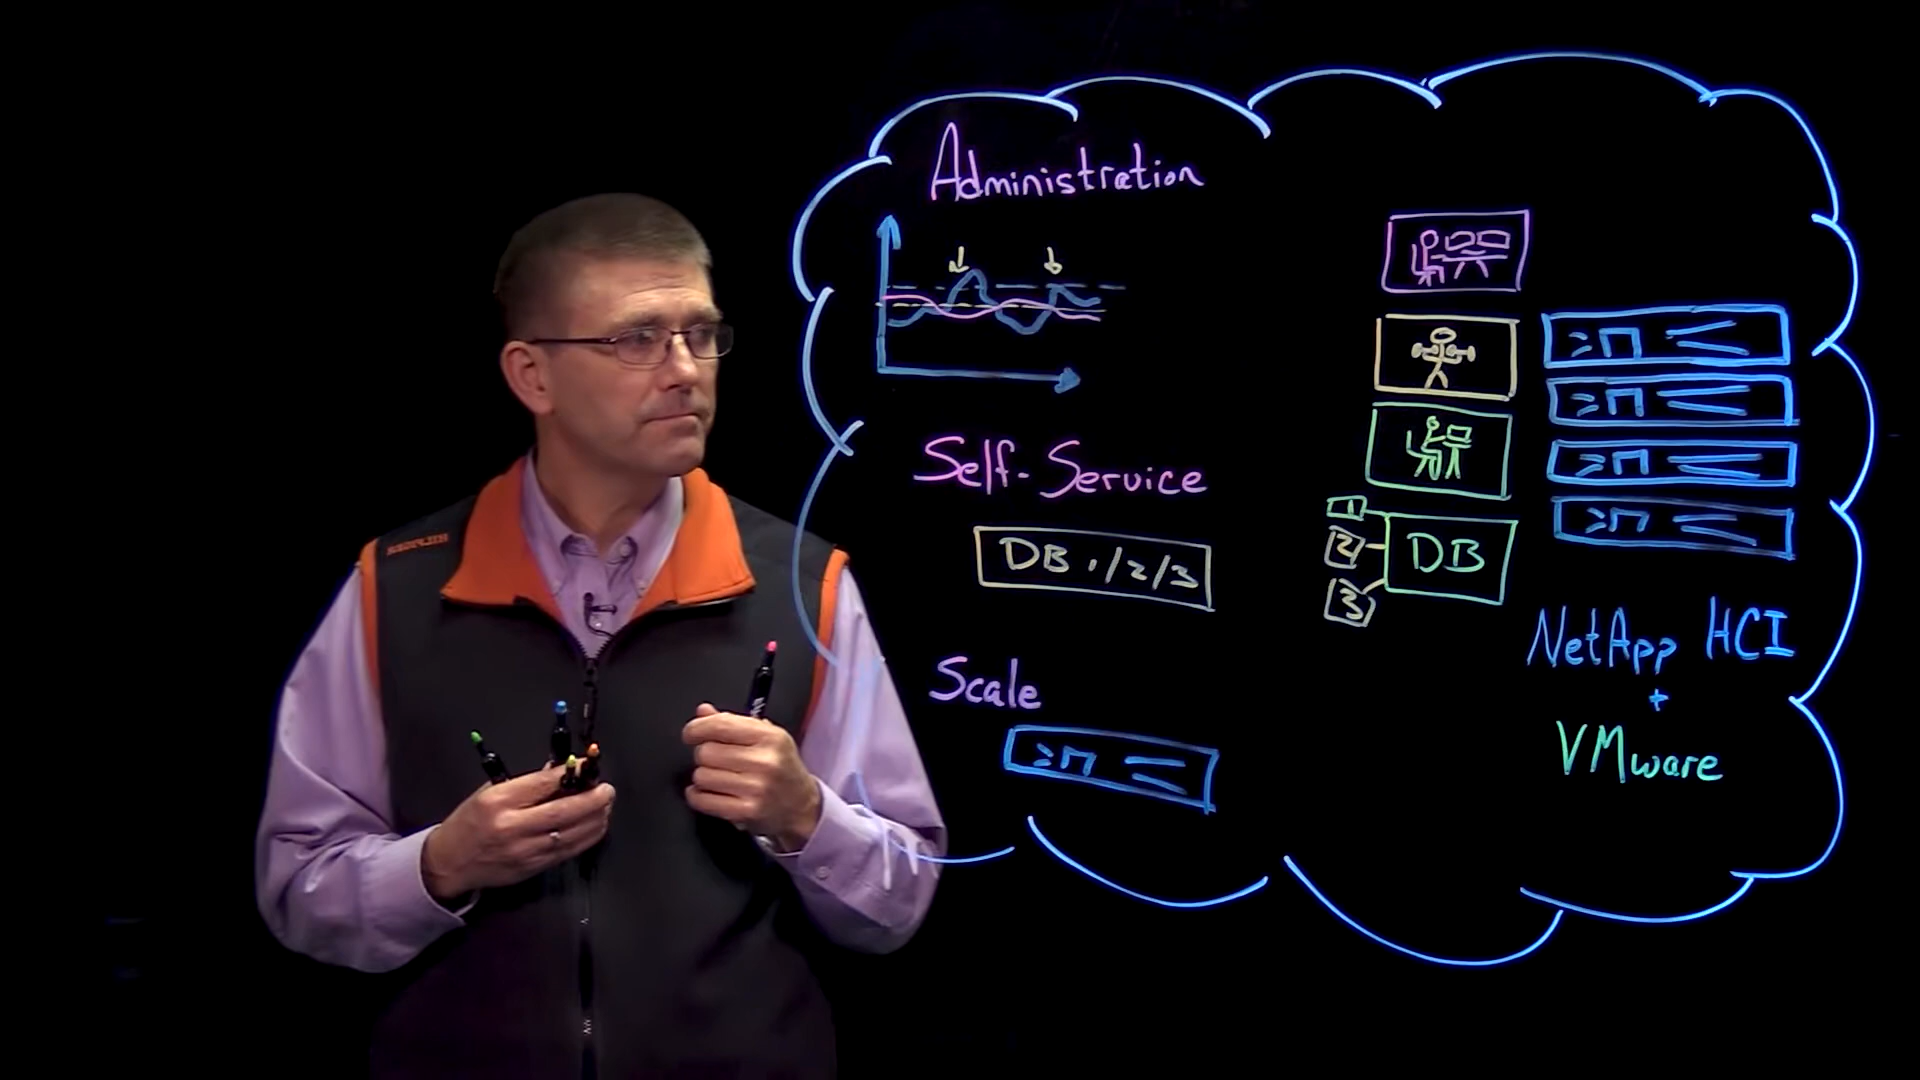 Administration
Self-Service
DB 1/2/3
Scale
1
2
3
DB
NetApp HCI
+
VMware